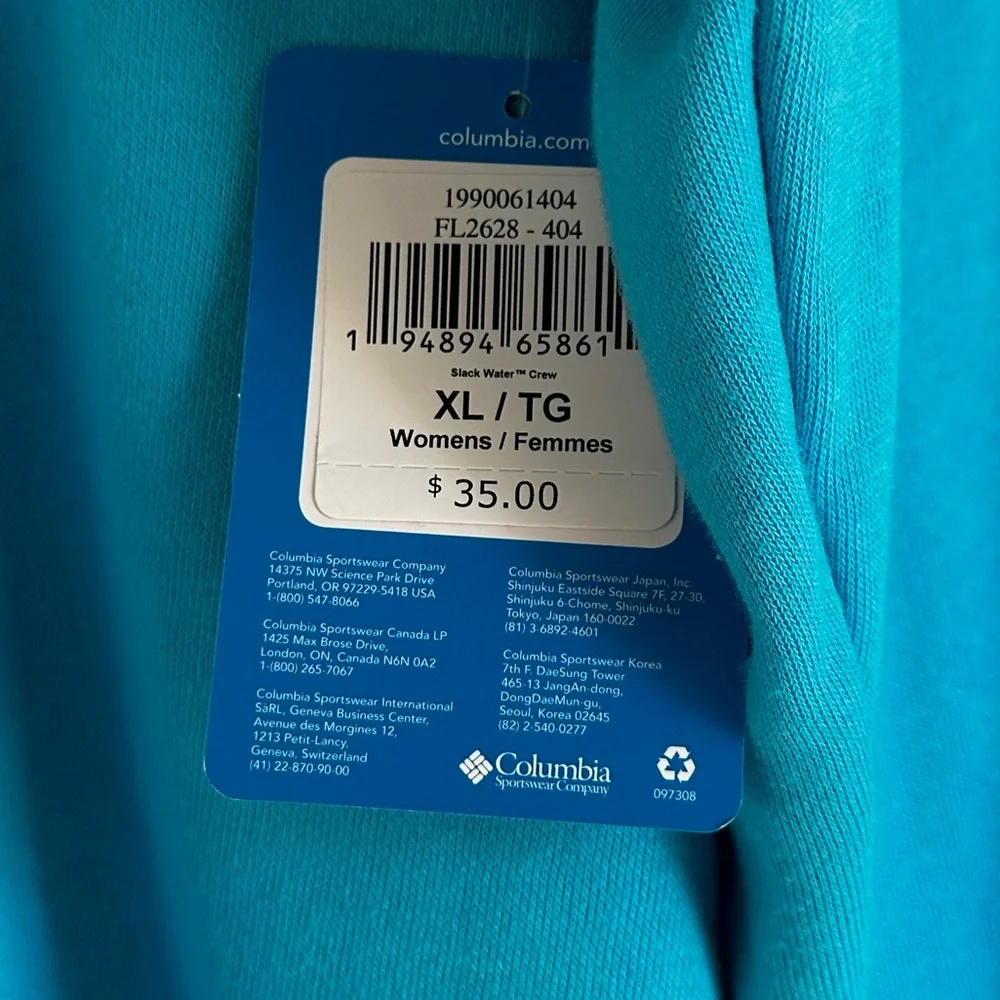 columbia.com
1990061404
FL2628 - 404
1 94894 65861
Slack Water™ Crew
XL / TG
Womens / Femmes
$ 35.00
Columbia Sportswear Company
14375 NW Science Park Drive
Portland, OR 97229-5418 USA
1-(800) 547-8066
Columbia Sportswear Canada LP
1425 Max Brose Drive,
London, ON, Canada N6N 0A2
1-(800) 265-7067
Columbia Sportswear International
SàRL, Geneva Business Center,
Avenue des Morgines 12,
1213 Petit-Lancy,
Geneva, Switzerland
(41) 22-870-90-00
Columbia Sportswear Japan, Inc.
Shinjuku Eastside Square 7F, 27-30,
Shinjuku 6-Chome, Shinjuku-ku
Tokyo, Japan 160-0022
(81) 3-6892-4601
Columbia Sportswear Korea
7th F. DaeSung Tower
465-13 JangAn-dong,
DongDaeMun-gu,
Seoul, Korea 02645
(82) 2-540-0277
Columbia
Sportswear Company
097308